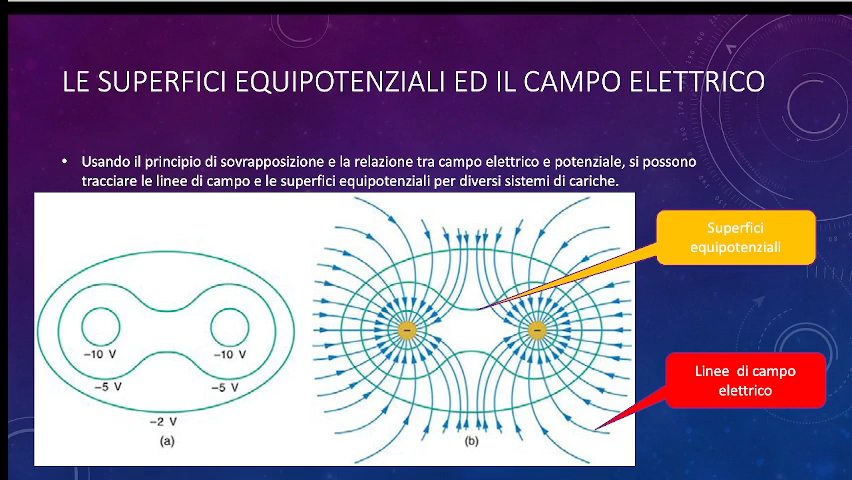 LE SUPERFICI EQUIPOTENZIALI ED IL CAMPO ELETTRICO
• Usando il principio di sovrapposizione e la relazione tra campo elettrico e potenziale, si possono
tracciare le linee di campo e le superfici equipotenziali per diversi sistemi di cariche.
Superfici
equipotenziali
–10 V
–10 V
–5 V
–5 V
–2 V
(a)
(b)
Linee di campo
elettrico